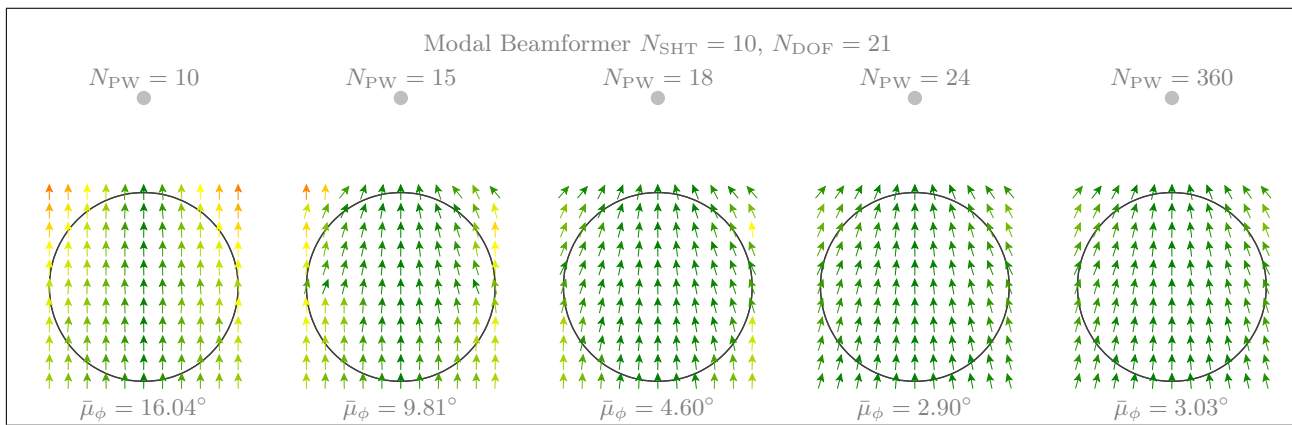 Modal Beamformer N_SHT = 10, N_DOF = 21
N_PW = 10 N_PW = 15 N_PW = 18 N_PW = 24 N_PW = 360
μ̄_ϕ = 16.04° μ̄_ϕ = 9.81° μ̄_ϕ = 4.60° μ̄_ϕ = 2.90° μ̄_ϕ = 3.03°